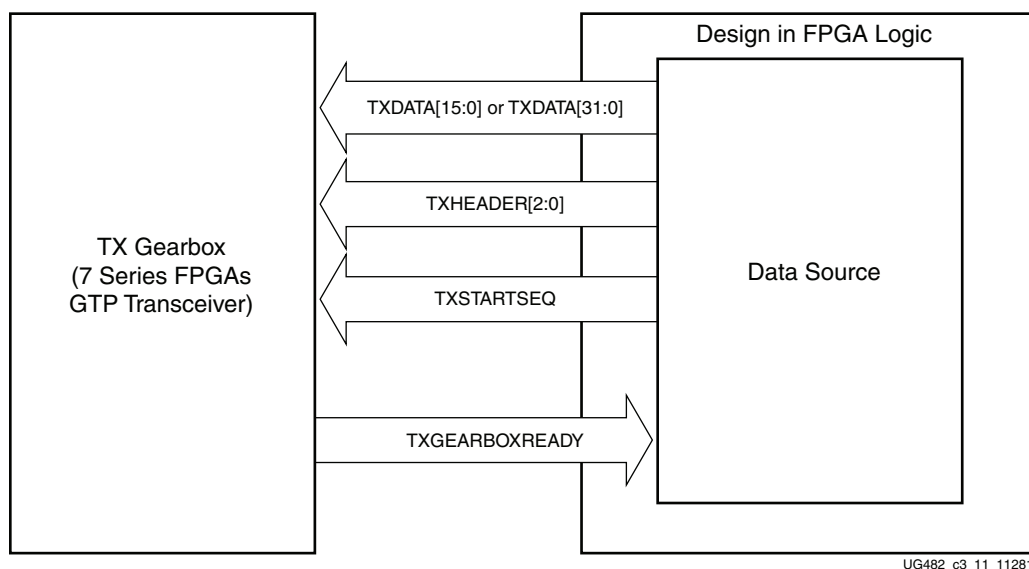 Design in FPGA Logic
TXDATA[15:0] or TXDATA[31:0]
TXHEADER[2:0]
TX Gearbox
(7 Series FPGAs
GTP Transceiver)
Data Source
TXSTARTSEQ
TXGEARBOXREADY
UG482_c3_11_11281